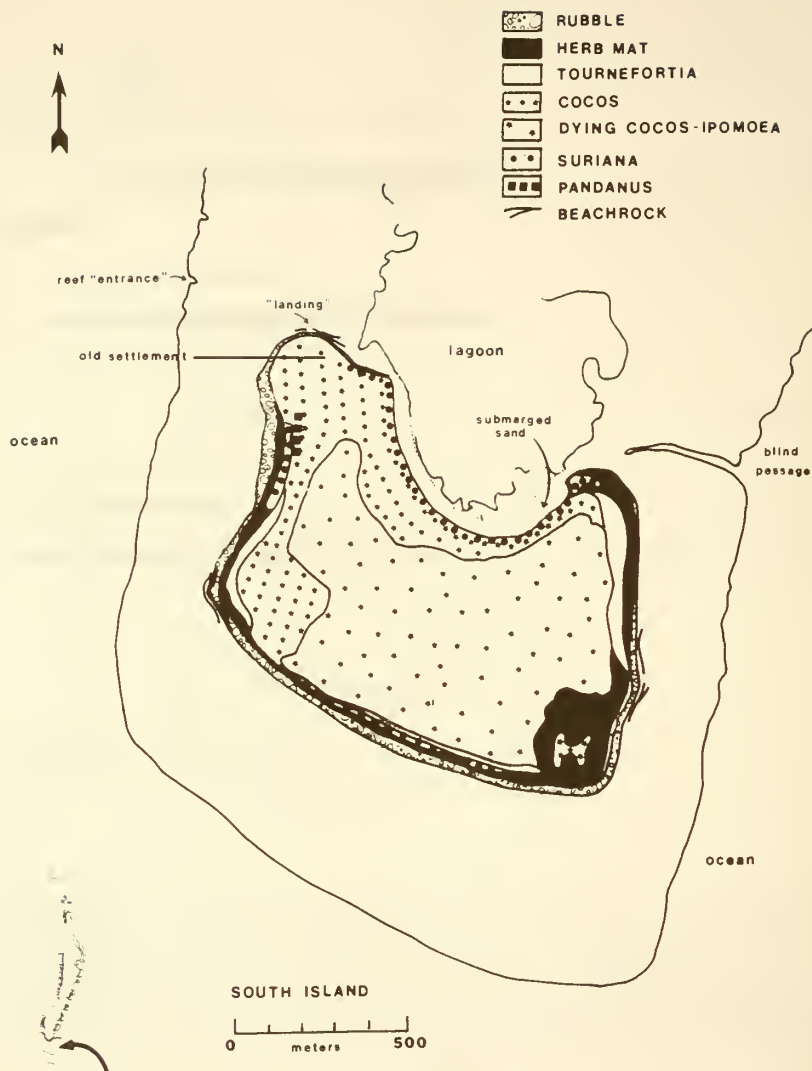 RUBBLE
HERB MAT
TOURNEFORTIA
COCOS
DYING COCOS-IPOMOEA
SURIANA
PANDANUS
BEACHROCK
N
reef "entrance"
"landing"
old settlement
lagoon
ocean
submarged
sand
blind
passage
ocean
SOUTH ISLAND
0 meters 500